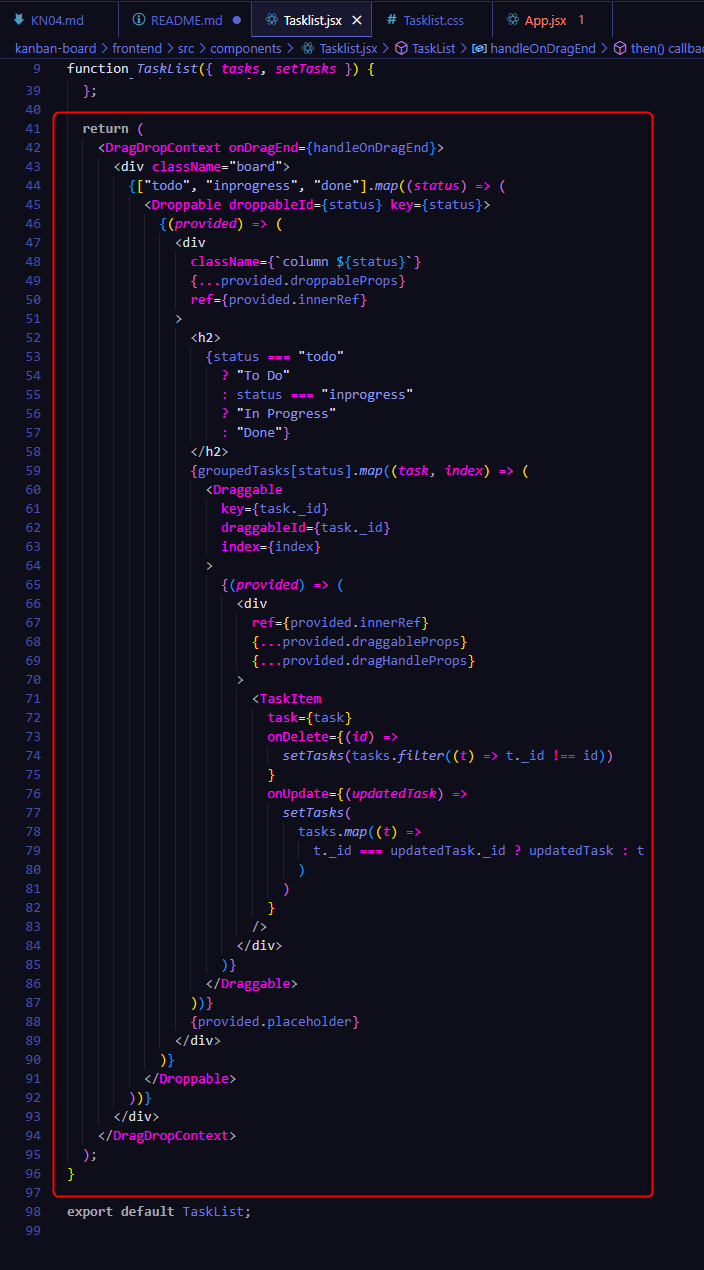 KN04.md README.md Tasklist.jsx Tasklist.css App.jsx 1
kanban-board > frontend > src > components > Tasklist.jsx > TaskList > handleOnDragEnd > then() callba
9 function TaskList({ tasks, setTasks }) {
39 };
40
41 return (
42 <DragDropContext onDragEnd={handleOnDragEnd}>
43 <div className="board">
44 {["todo", "inprogress", "done"].map((status) => (
45 <Droppable droppableId={status} key={status}>
46 {(provided) => (
47 <div
48 className={`column ${status}`}
49 {...provided.droppableProps}
50 ref={provided.innerRef}
51 >
52 <h2>
53 {status === "todo"
54 ? "To Do"
55 : status === "inprogress"
56 ? "In Progress"
57 : "Done"}
58 </h2>
59 {groupedTasks[status].map((task, index) => (
60 <Draggable
61 key={task._id}
62 draggableId={task._id}
63 index={index}
64 >
65 {(provided) => (
66 <div
67 ref={provided.innerRef}
68 {...provided.draggableProps}
69 {...provided.dragHandleProps}
70 >
71 <TaskItem
72 task={task}
73 onDelete={(id) =>
74 setTasks(tasks.filter((t) => t._id !== id))
75 }
76 onUpdate={(updatedTask) =>
77 setTasks(
78 tasks.map((t) =>
79 t._id === updatedTask._id ? updatedTask : t
80 )
81 )
82 }
83 />
84 </div>
85 )}
86 </Draggable>
87 ))}
88 {provided.placeholder}
89 </div>
90 )}
91 </Droppable>
92 ))}
93 </div>
94 </DragDropContext>
95 );
96 }
97
98 export default TaskList;
99